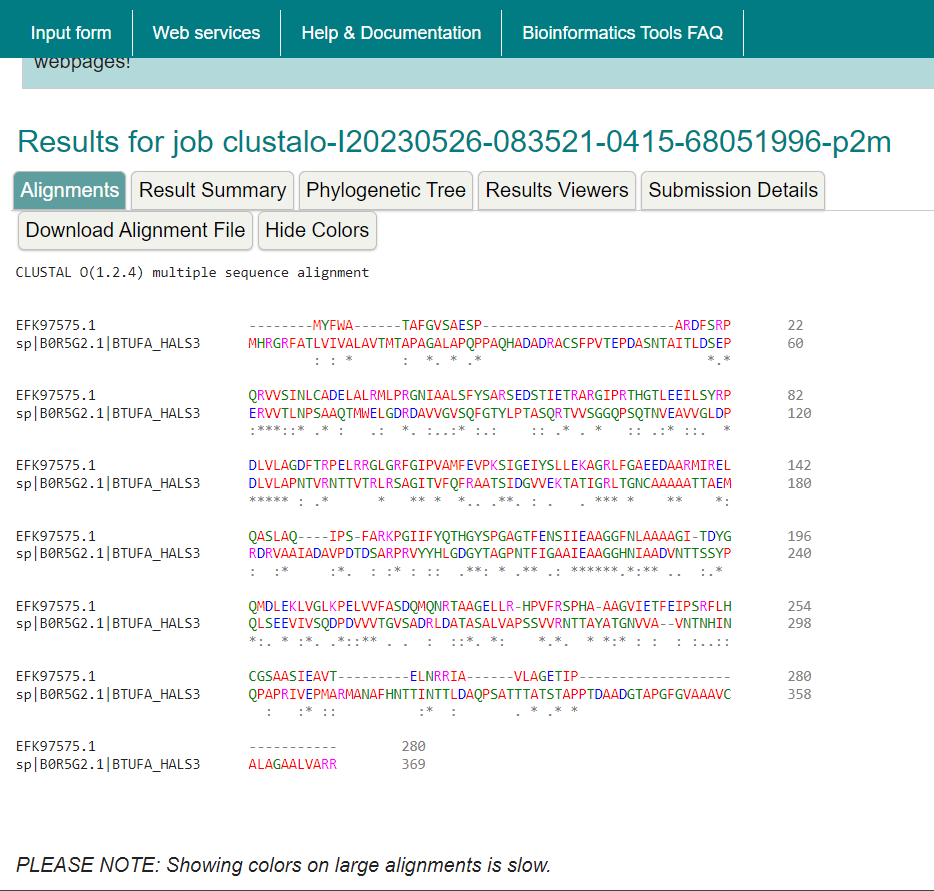 Input form Web services Help & Documentation Bioinformatics Tools FAQ
webpages!
Results for job clustalo-I20230526-083521-0415-68051996-p2m
Alignments Result Summary Phylogenetic Tree Results Viewers Submission Details
Download Alignment File Hide Colors
CLUSTAL O(1.2.4) multiple sequence alignment
EFK97575.1 --------MYFWA------TAFGVSAESP------------------------ARDFSRP 22
sp|B0R5G2.1|BTUFA_HALS3 MHRGRFATLVIVALAVTMTAPAGALAPQPPAQHADADRACSFPVTEPDASNTAITLDSEP 60
: : * : *. * .* *.*
EFK97575.1 QRVVSINLCADELALRMLPRGNIAALSFYSARSEDSTIETRARGIPRTHGTLEEILSYRP 82
sp|B0R5G2.1|BTUFA_HALS3 ERVVTLNPSAAQTMWELGDRDAVVGVSQFGTYLPTASQRTVVSGGQPSQTNVEAVVGLDP 120
:***::* .* : .: *. :..:* :.: :: .* . * :: .:* ::. *
EFK97575.1 DLVLAGDFTRPELRRGLGRFGIPVAMFEVPKSIGEIYSLLEKAGRLFGAEEDAARMIREL 142
sp|B0R5G2.1|BTUFA_HALS3 DLVLAPNTVRNTTVTRLRSAGITVFQFRAATSIDGVVEKTATIGRLTGNCAAAAATTAEM 180
***** : .* * ** * *.. .**. : . . *** * ** *:
EFK97575.1 QASLAQ----IPS-FARKPGIIFYQTHGYSPGAGTFENSIIEAAGGFNLAAAAGI-TDYG 196
sp|B0R5G2.1|BTUFA_HALS3 RDRVAAIADAVPDTDSARPRVYYHLGDGYTAGPNTFIGAAIEAAGGHNIAADVNTTSSYP 240
: :* :*. : :* : :: .**: * .** .: ******.*:** .. :.*
EFK97575.1 QMDLEKLVGLKPELVVFASDQMQNRTAAGELLR-HPVFRSPHA-AAGVIETFEIPSRFLH 254
sp|B0R5G2.1|BTUFA_HALS3 QLSEEVIVSQDPDVVVVTGVSADRLDATASALVAPSSVVRNTTAYATGNVVA--VNTNHIN 298
*:. * :*. .*::** . . : ::*. *: *.*. * *:* : : : :..::
EFK97575.1 CGSAASIEAVT---------ELNRRIA------VLAGETIP------------------- 280
sp|B0R5G2.1|BTUFA_HALS3 QPAPRIVEPMARMANAFHNTTINTTLDAQPSATTTATSTAPPTDAADGTAPGFGVAAAVC 358
: :* :: :* : . * .* *
EFK97575.1 ----------- 280
sp|B0R5G2.1|BTUFA_HALS3 ALAGAALVARR 369
PLEASE NOTE: Showing colors on large alignments is slow.